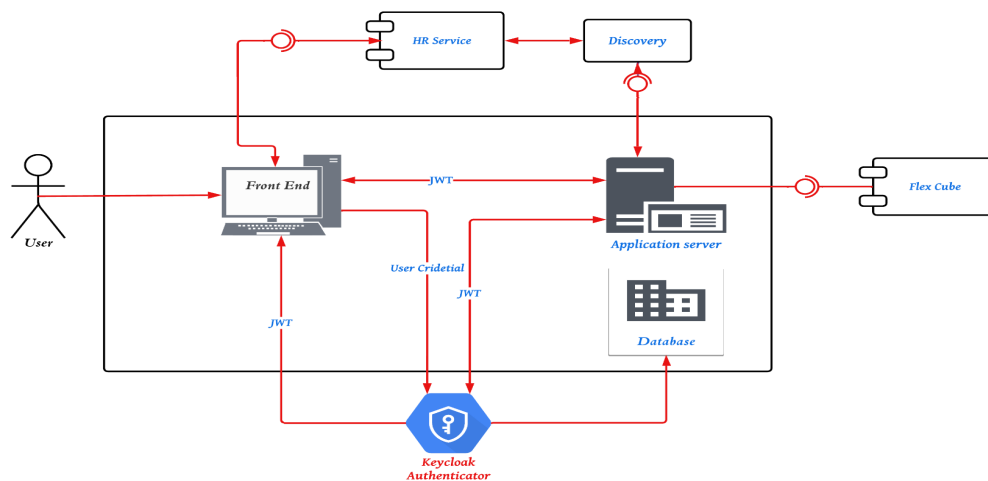 HR Service
Discovery
Front End
JWT
Flex Cube
User
Application server
User Cridetial
JWT
JWT
Database
Keycloak
Authenticator